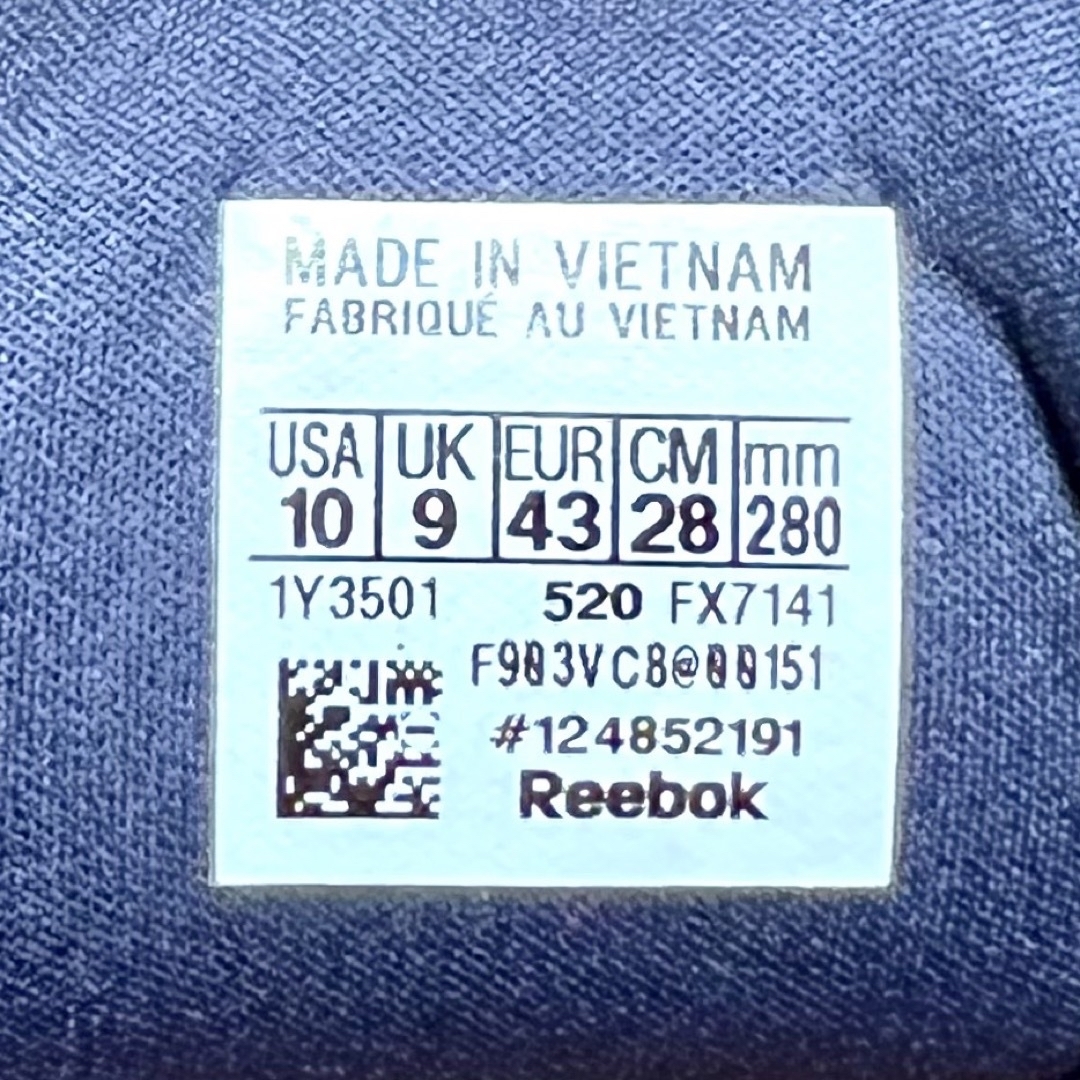 MADE IN VIETNAM
FABRIQUÉ AU VIETNAM
USA UK EUR CM mm
10 9 43 28 280
1Y3501 520 FX7141
F903VC8@00151
#124852191
Reebok